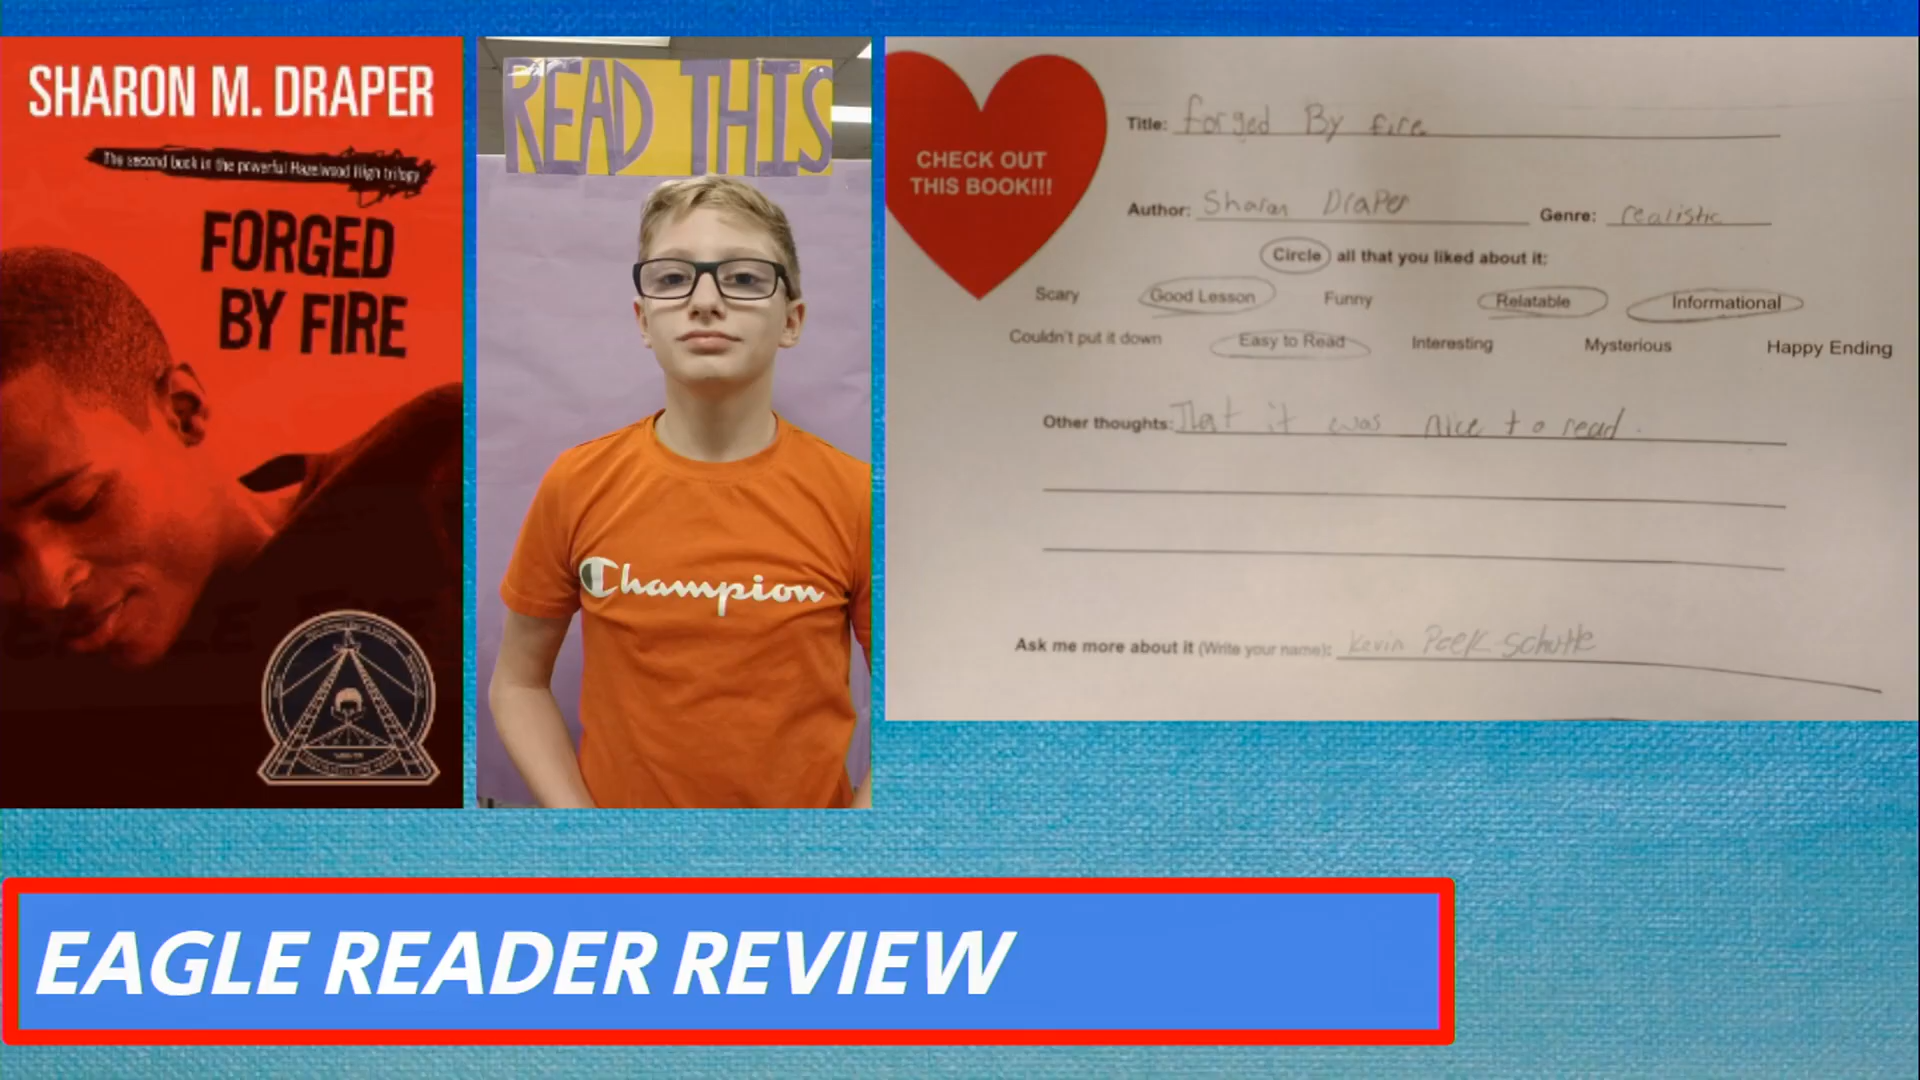 SHARON M. DRAPER
The second book in the powerful Hazelwood High trilogy
FORGED
BY FIRE
READ THIS
Champion
CHECK OUT
THIS BOOK!!!
Title: forged By fire
Author: Sharon Draper Genre: realistic
Circle all that you liked about it:
Scary Good Lesson Funny Relatable Informational
Couldn't put it down Easy to Read Interesting Mysterious Happy Ending
Other thoughts: That it was nice to read.
Ask me more about it (Write your name): Kevin Peek-Schutte
EAGLE READER REVIEW